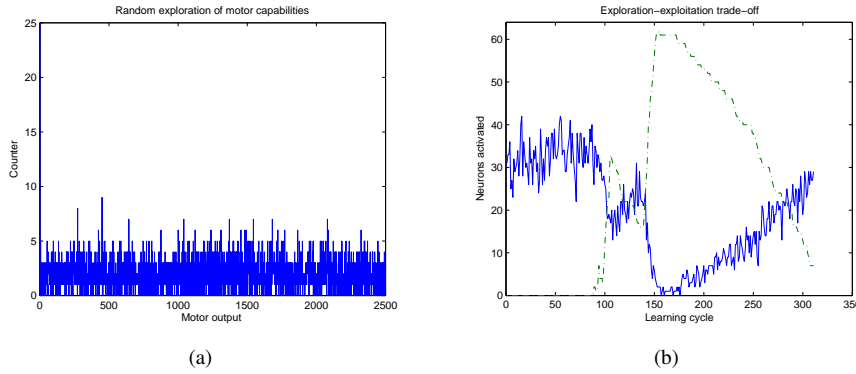 Random exploration of motor capabilities
25
20
15
10
5
0
Counter
0 500 1000 1500 2000 2500
Motor output
(a)
Exploration−exploitation trade−off
60
50
40
30
20
10
0
Neurons activated
0 50 100 150 200 250 300 350
Learning cycle
(b)